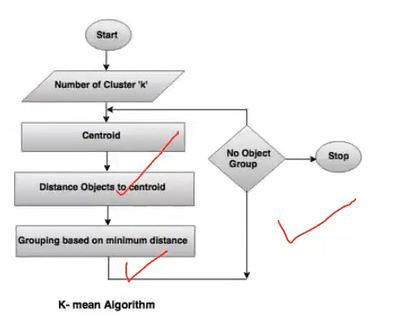 Start
Number of Cluster 'k'
Centroid
Distance Objects to centroid
Grouping based on minimum distance
No Object
Group
Stop
K- mean Algorithm